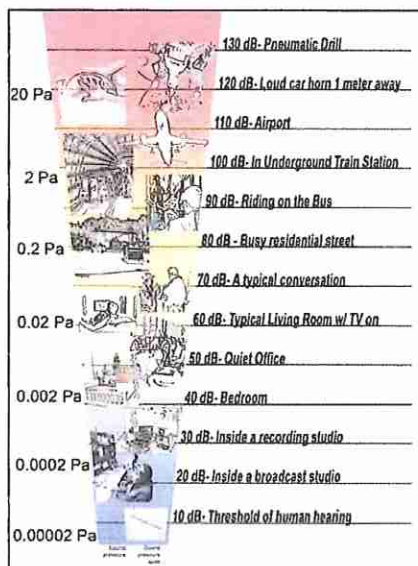 130 dB- Pneumatic Drill
120 dB- Loud car horn 1 meter away
20 Pa
110 dB- Airport
100 dB- In Underground Train Station
2 Pa
90 dB- Riding on the Bus
80 dB - Busy residential street
0.2 Pa
70 dB- A typical conversation
60 dB- Typical Living Room w/ TV on
0.02 Pa
50 dB- Quiet Office
0.002 Pa
40 dB- Bedroom
30 dB- Inside a recording studio
0.0002 Pa
20 dB- Inside a broadcast studio
10 dB- Threshold of human hearing
0.00002 Pa
Sound
pressure
Sound
pressure